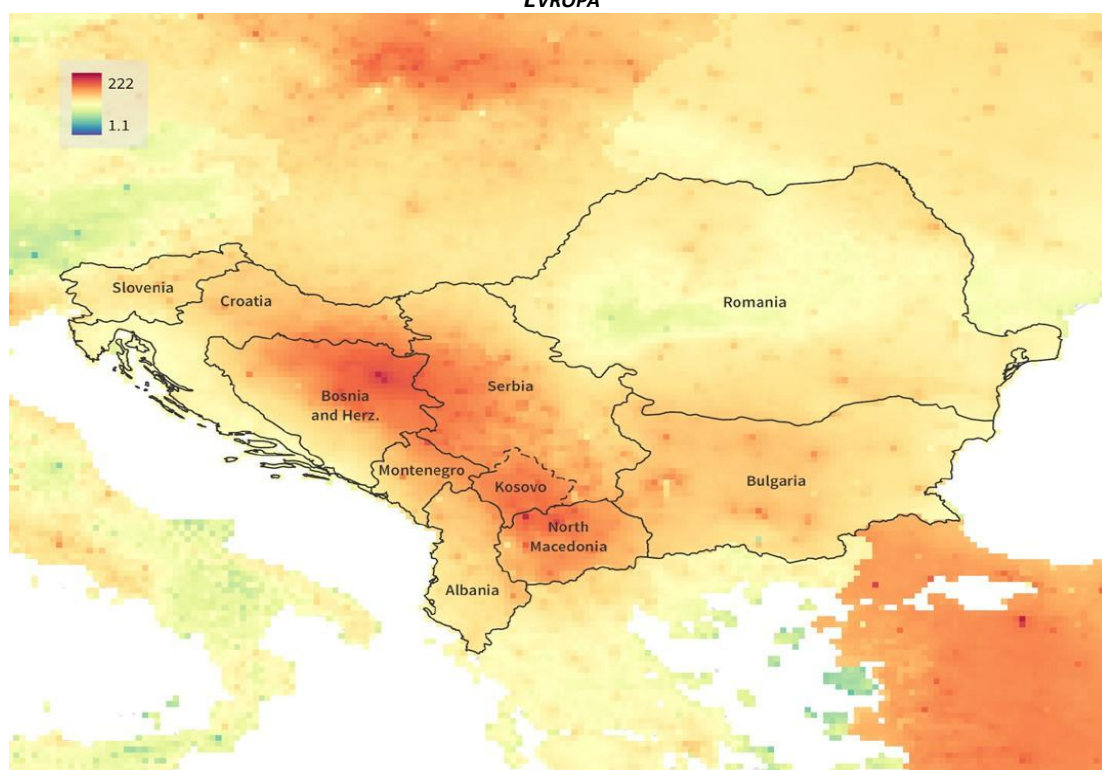 EVROPA
222
1.1
Slovenia
Croatia
Romania
Bosnia
and Herz.
Serbia
Montenegro
Kosovo
Bulgaria
North
Macedonia
Albania